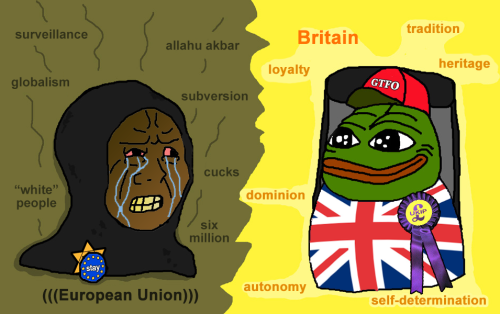 surveillance
allahu akbar
globalism
subversion
cucks
"white"
people
six
million
stay
(((European Union)))
Britain
tradition
loyalty
heritage
GTFO
dominion
£
UKIP
autonomy
self-determination